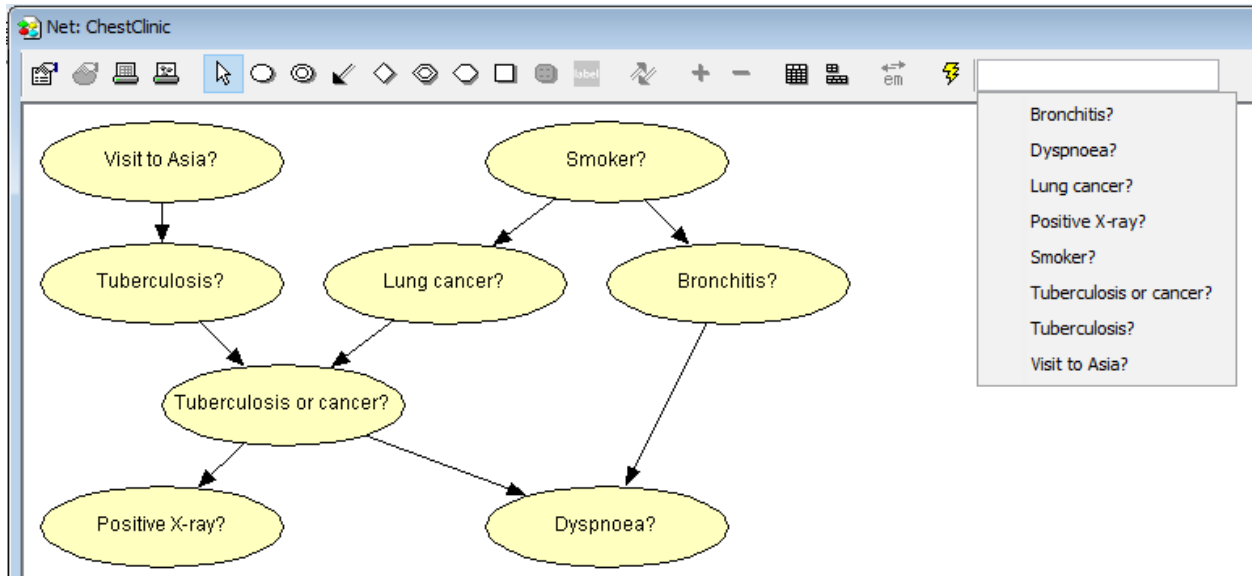 Net: ChestClinic
label
em
Visit to Asia?
Smoker?
Tuberculosis?
Lung cancer?
Bronchitis?
Tuberculosis or cancer?
Positive X-ray?
Dyspnoea?
Bronchitis?
Dyspnoea?
Lung cancer?
Positive X-ray?
Smoker?
Tuberculosis or cancer?
Tuberculosis?
Visit to Asia?